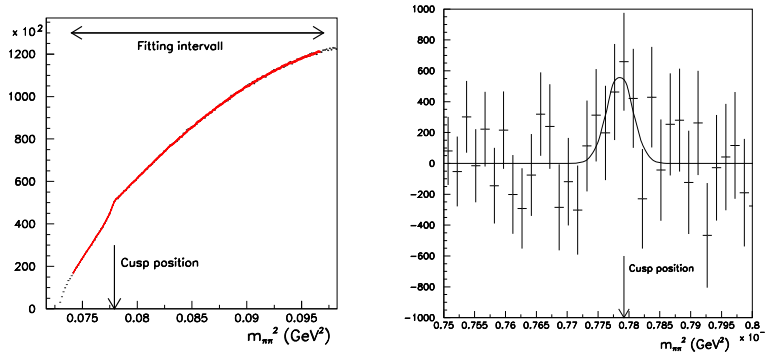 × 10²
Fitting intervall
1200
1000
800
600
400
200
0
Cusp position
0.075 0.08 0.085 0.09 0.095
mππ² (GeV²)
1000
800
600
400
200
0
-200
-400
-600
-800
-1000
Cusp position
0.75 0.755 0.76 0.765 0.77 0.775 0.78 0.785 0.79 0.795 0.8
× 10⁻
mππ² (GeV²)